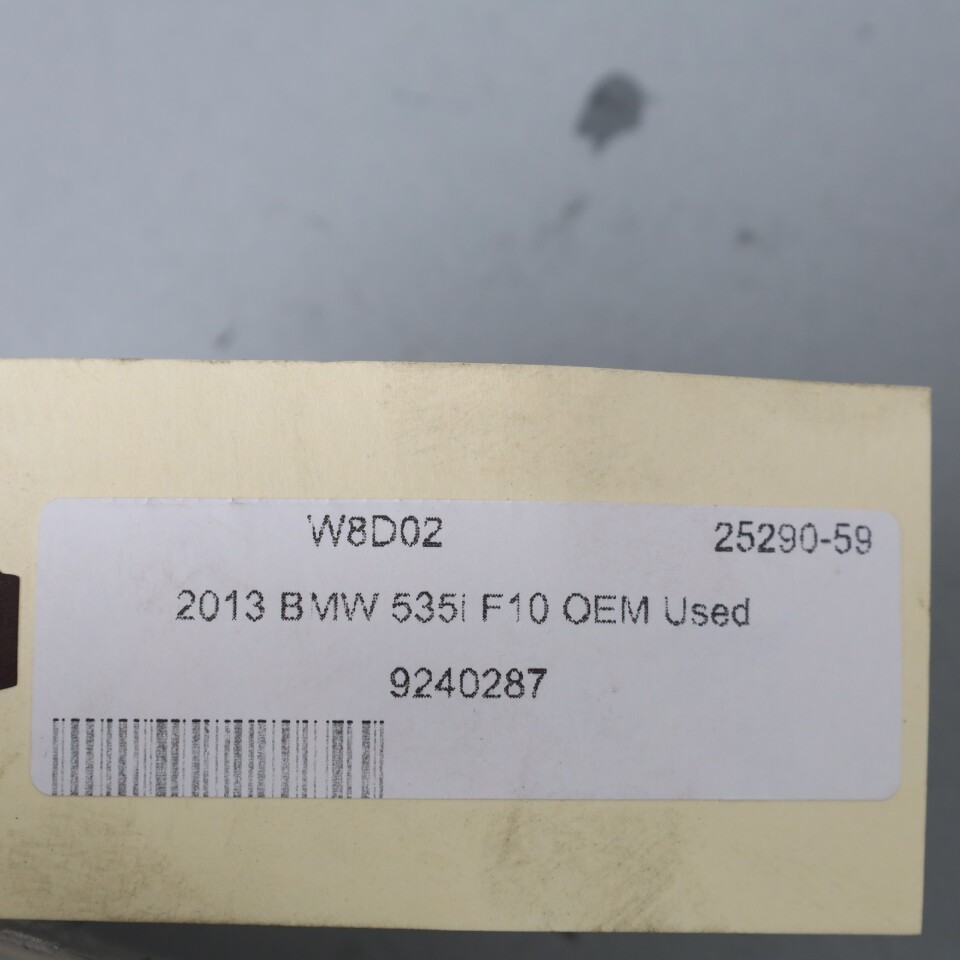 W8D02 25290-59
2013 BMW 535i F10 OEM Used
9240287